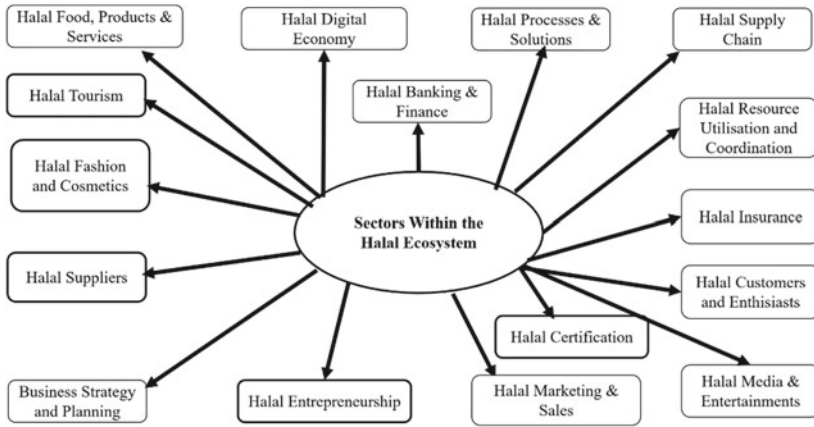 Halal Food, Products &
Services
Halal Digital
Economy
Halal Processes &
Solutions
Halal Supply
Chain
Halal Tourism
Halal Banking &
Finance
Halal Resource
Utilisation and
Coordination
Halal Fashion
and Cosmetics
Sectors Within the
Halal Ecosystem
Halal Insurance
Halal Suppliers
Halal Customers
and Enthisiasts
Halal Certification
Business Strategy
and Planning
Halal Entrepreneurship
Halal Marketing &
Sales
Halal Media &
Entertainments